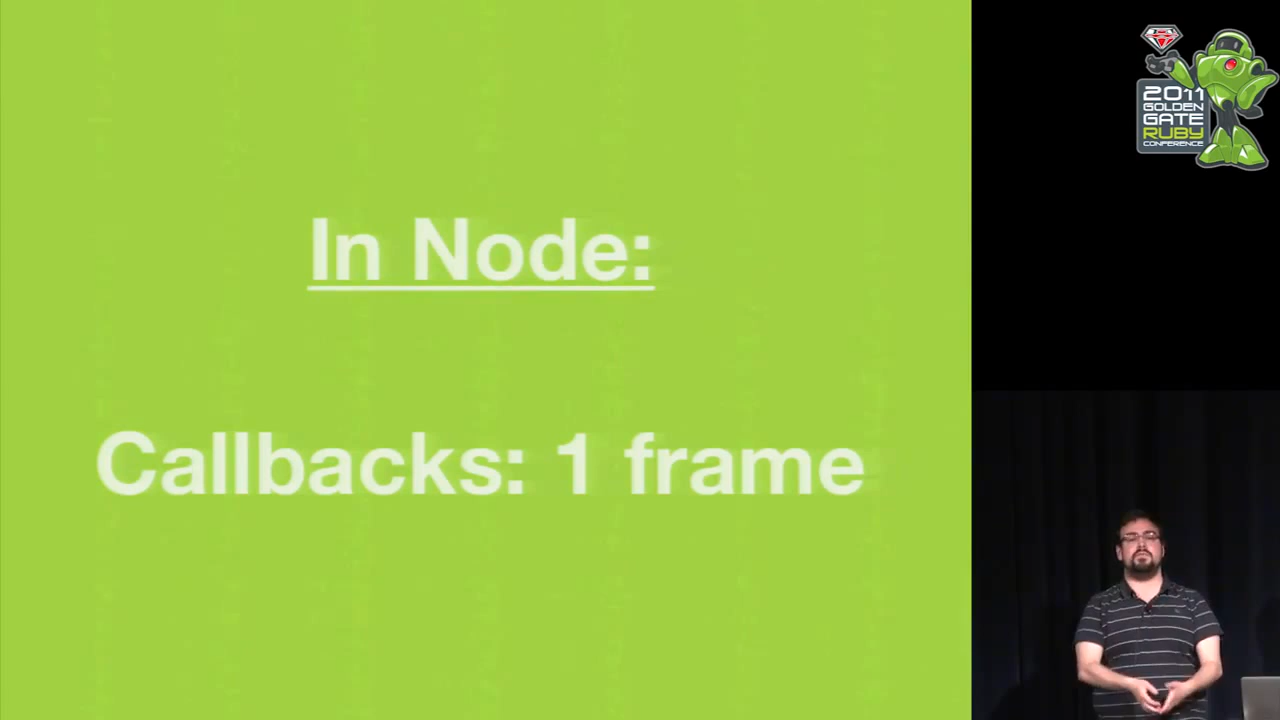 In Node:
Callbacks: 1 frame
2011
GOLDEN
GATE
RUBY
CONFERENCE